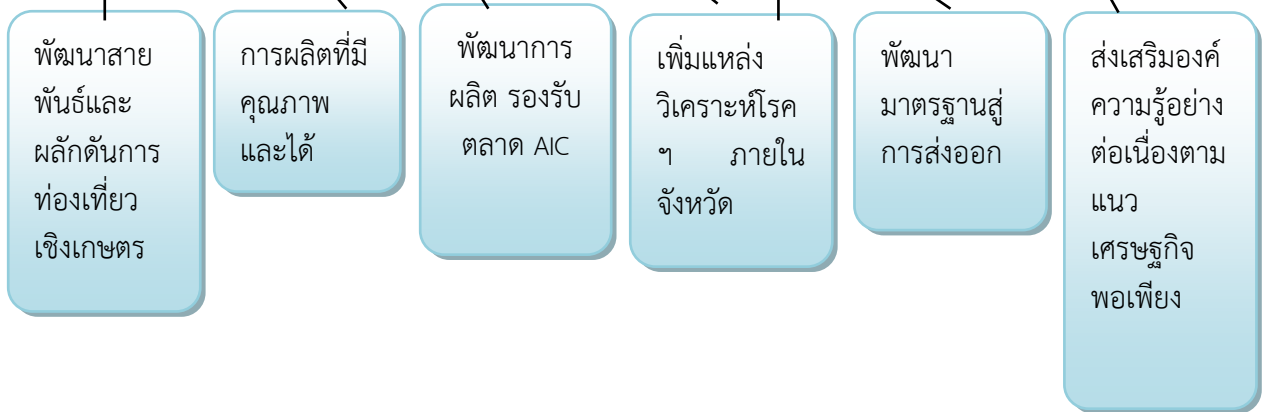 พัฒนาสาย
พันธ์และ
ผลักดันการ
ท่องเที่ยว
เชิงเกษตร
การผลิตที่มี
คุณภาพ
และได้
พัฒนาการ
ผลิต รองรับ
ตลาด AIC
เพิ่มแหล่ง
วิเคราะห์โรค
ฯ ภายใน
จังหวัด
พัฒนา
มาตรฐานสู่
การส่งออก
ส่งเสริมองค์
ความรู้อย่าง
ต่อเนื่องตาม
แนว
เศรษฐกิจ
พอเพียง